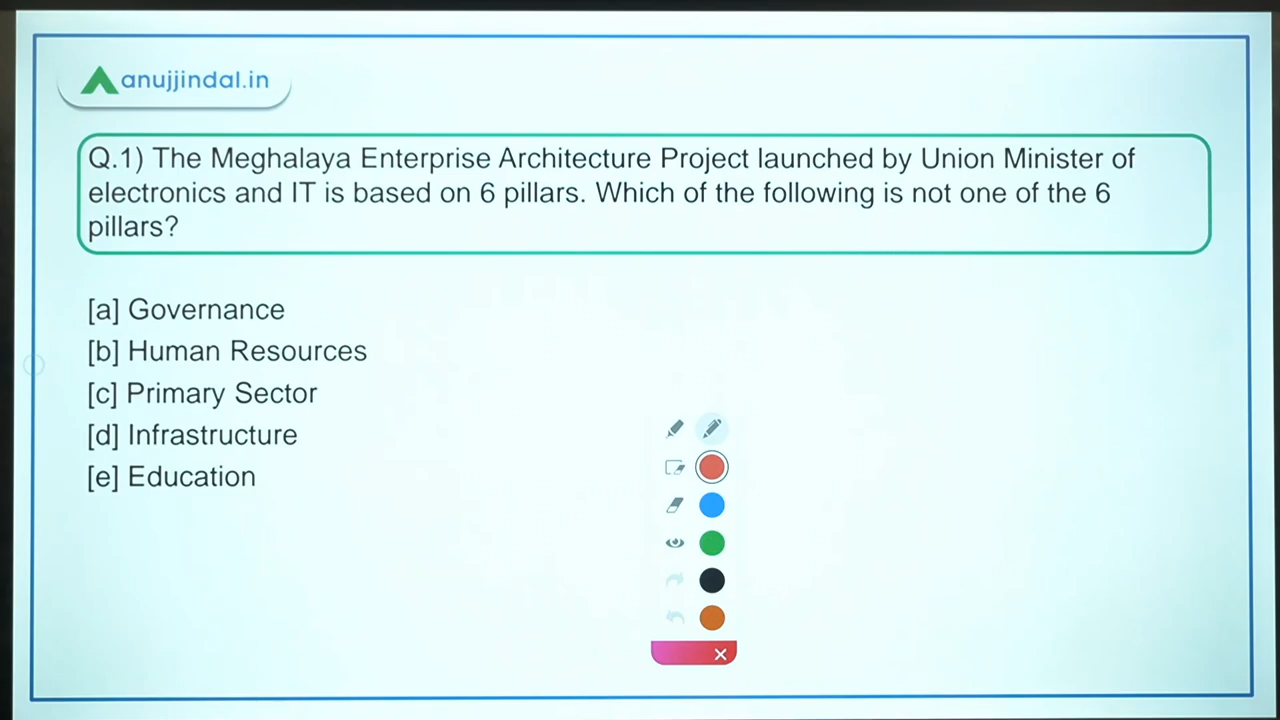 anujjindal.in
Q.1) The Meghalaya Enterprise Architecture Project launched by Union Minister of
electronics and IT is based on 6 pillars. Which of the following is not one of the 6
pillars?
[a] Governance
[b] Human Resources
[c] Primary Sector
[d] Infrastructure
[e] Education